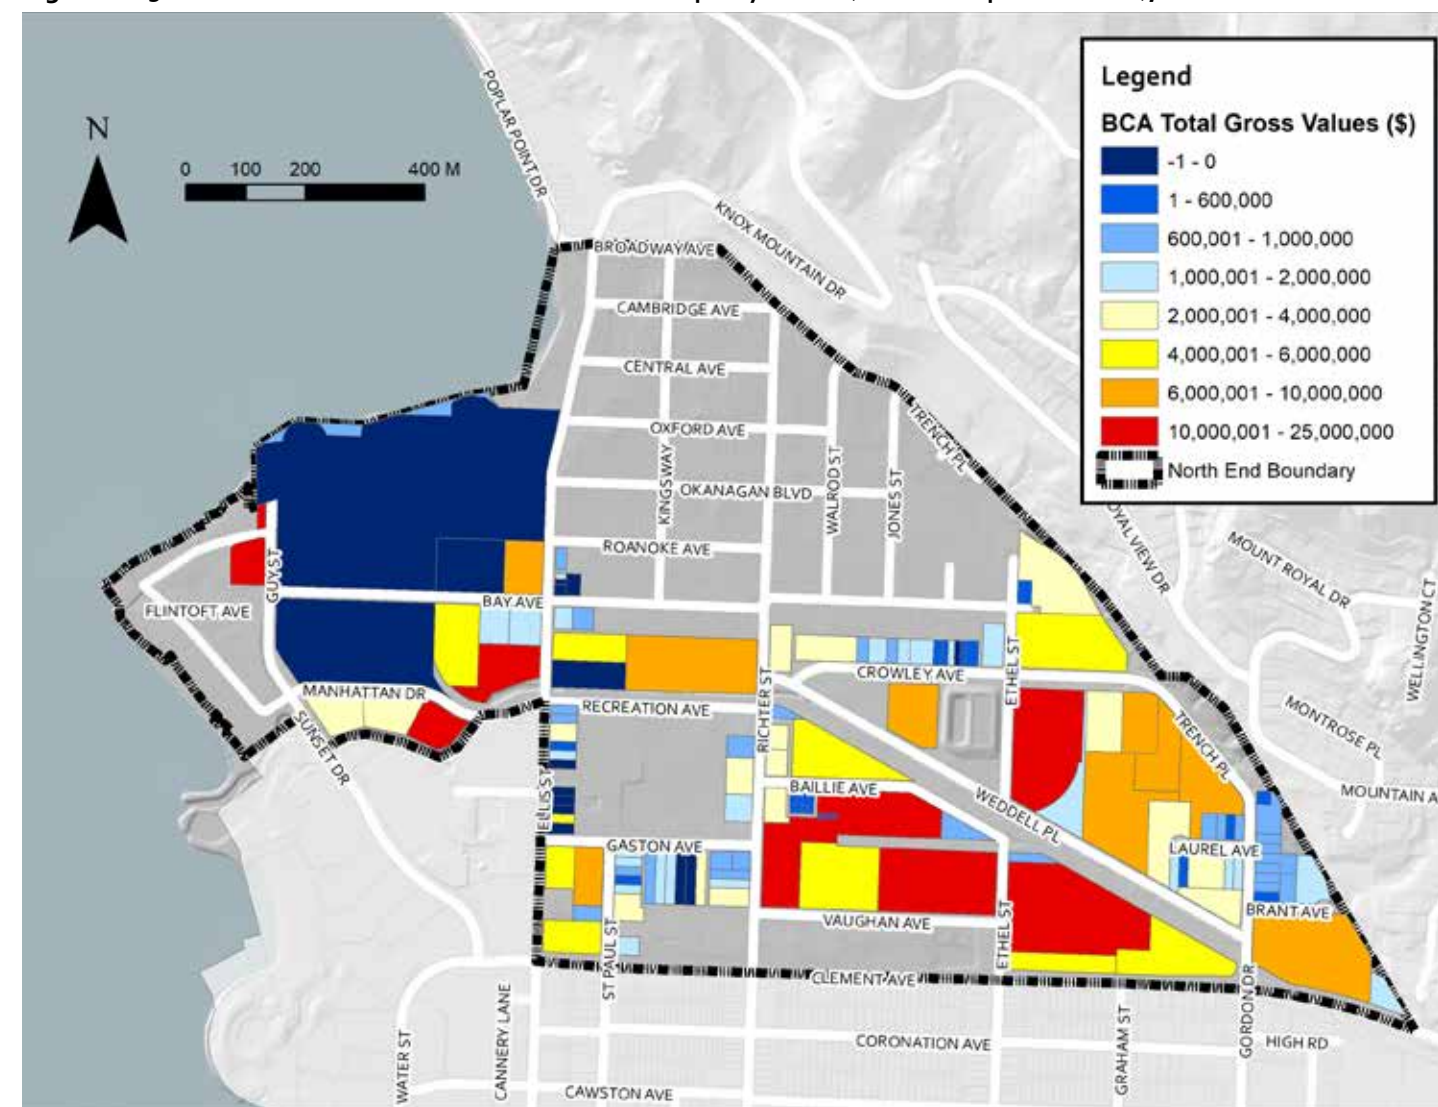 N
0 100 200 400 M
Legend
BCA Total Gross Values ($)
-1 - 0
1 - 600,000
600,001 - 1,000,000
1,000,001 - 2,000,000
2,000,001 - 4,000,000
4,000,001 - 6,000,000
6,000,001 - 10,000,000
10,000,001 - 25,000,000
North End Boundary
POPLAR POINT DR
KNOX MOUNTAIN DR
BROADWAY AVE
CAMBRIDGE AVE
CENTRAL AVE
TRENCH PL
OXFORD AVE
KINGSWAY
OKANAGAN BLVD
WALROD ST
JONES ST
ROYAL VIEW DR
MOUNT ROYAL DR
WELLINGTON CT
ROANOKE AVE
GUY ST
FLINTOFT AVE
BAY AVE
MANHATTAN DR
SUNSET DR
RECREATION AVE
RICHTER ST
CROWLEY AVE
ETHEL ST
TRENCH PL
MONTROSE PL
MOUNTAIN A
ELLIS ST
BAILLIE AVE
WEDDELL PL
GASTON AVE
LAUREL AVE
BRANT AVE
VAUGHAN AVE
ST PAUL ST
ETHEL ST
CLEMENT AVE
GORDON DR
WATER ST
CANNERY LANE
CORONATION AVE
GRAHAM ST
HIGH RD
CAWSTON AVE